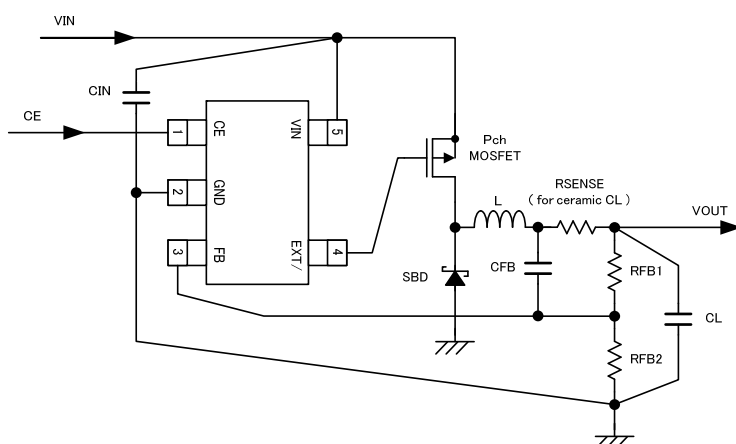 VIN
CIN
CE
1
CE
VIN
5
Pch
MOSFET
2
GND
RSENSE
( for ceramic CL )
L
VOUT
3
FB
EXT/
4
SBD
CFB
RFB1
CL
RFB2